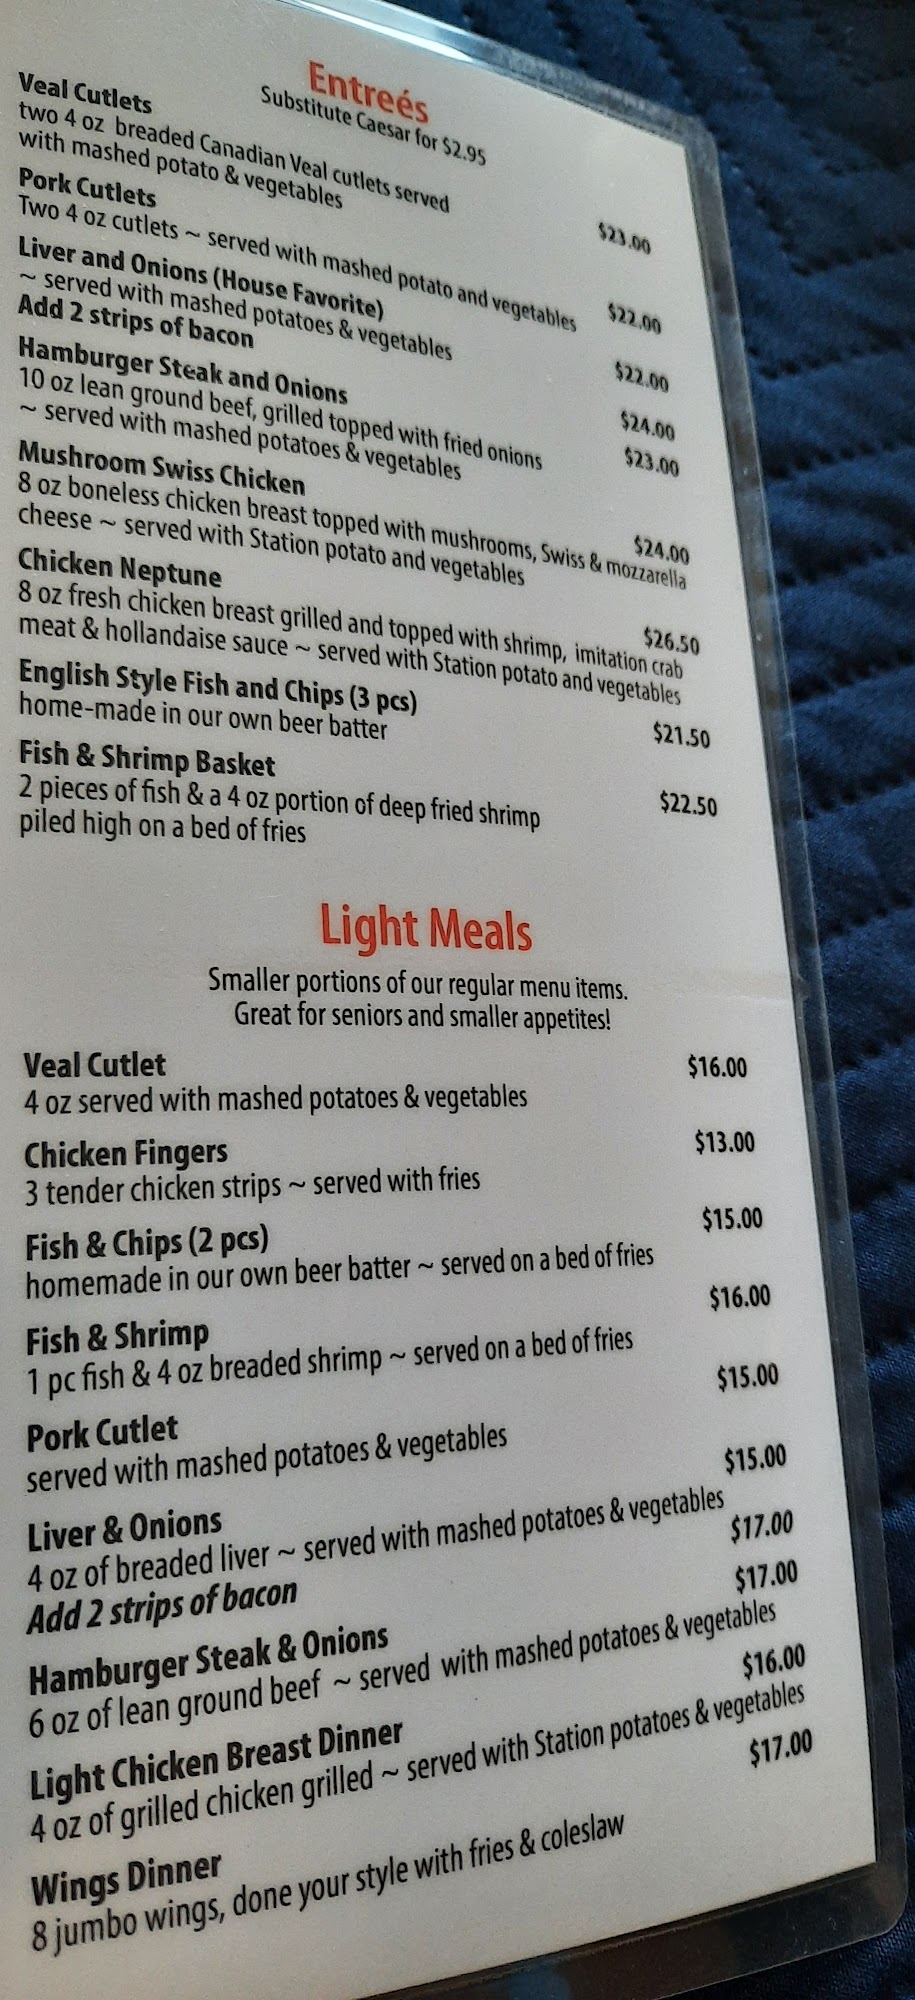 Entreés
Substitute Caesar for $2.95
Veal Cutlets $23.00
two 4 oz breaded Canadian Veal cutlets served
with mashed potato & vegetables
Pork Cutlets $22.00
Two 4 oz cutlets ~ served with mashed potato and vegetables
Liver and Onions (House Favorite) $22.00
~ served with mashed potatoes & vegetables
Add 2 strips of bacon $24.00
Hamburger Steak and Onions $23.00
10 oz lean ground beef, grilled topped with fried onions
~ served with mashed potatoes & vegetables
Mushroom Swiss Chicken $24.00
8 oz boneless chicken breast topped with mushrooms, Swiss & mozzarella
cheese ~ served with Station potato and vegetables
Chicken Neptune $26.50
8 oz fresh chicken breast grilled and topped with shrimp, imitation crab
meat & hollandaise sauce ~ served with Station potato and vegetables
English Style Fish and Chips (3 pcs) $21.50
home-made in our own beer batter
Fish & Shrimp Basket $22.50
2 pieces of fish & a 4 oz portion of deep fried shrimp
piled high on a bed of fries
Light Meals
Smaller portions of our regular menu items.
Great for seniors and smaller appetites!
Veal Cutlet $16.00
4 oz served with mashed potatoes & vegetables
Chicken Fingers $13.00
3 tender chicken strips ~ served with fries
Fish & Chips (2 pcs) $15.00
homemade in our own beer batter ~ served on a bed of fries
Fish & Shrimp $16.00
1 pc fish & 4 oz breaded shrimp ~ served on a bed of fries
Pork Cutlet $15.00
served with mashed potatoes & vegetables
Liver & Onions $15.00
4 oz of breaded liver ~ served with mashed potatoes & vegetables
Add 2 strips of bacon $17.00
Hamburger Steak & Onions $17.00
6 oz of lean ground beef ~ served with mashed potatoes & vegetables
Light Chicken Breast Dinner $16.00
4 oz of grilled chicken grilled ~ served with Station potatoes & vegetables
Wings Dinner $17.00
8 jumbo wings, done your style with fries & coleslaw